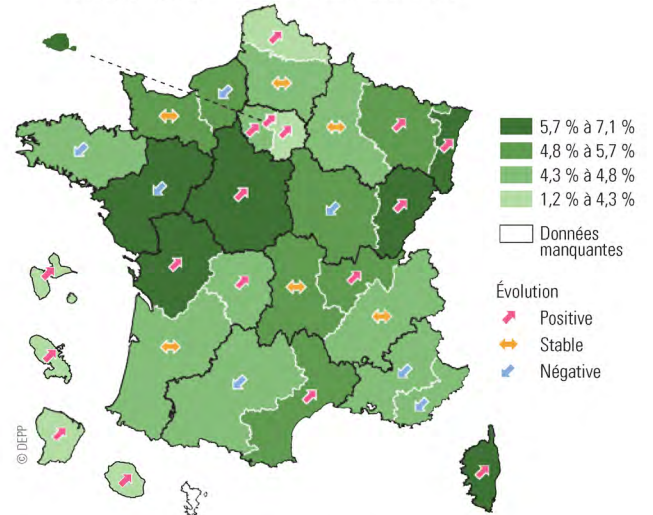 5,7 % à 7,1 %
4,8 % à 5,7 %
4,3 % à 4,8 %
1,2 % à 4,3 %
Données
manquantes
Évolution
Positive
Stable
Négative
© DEPP